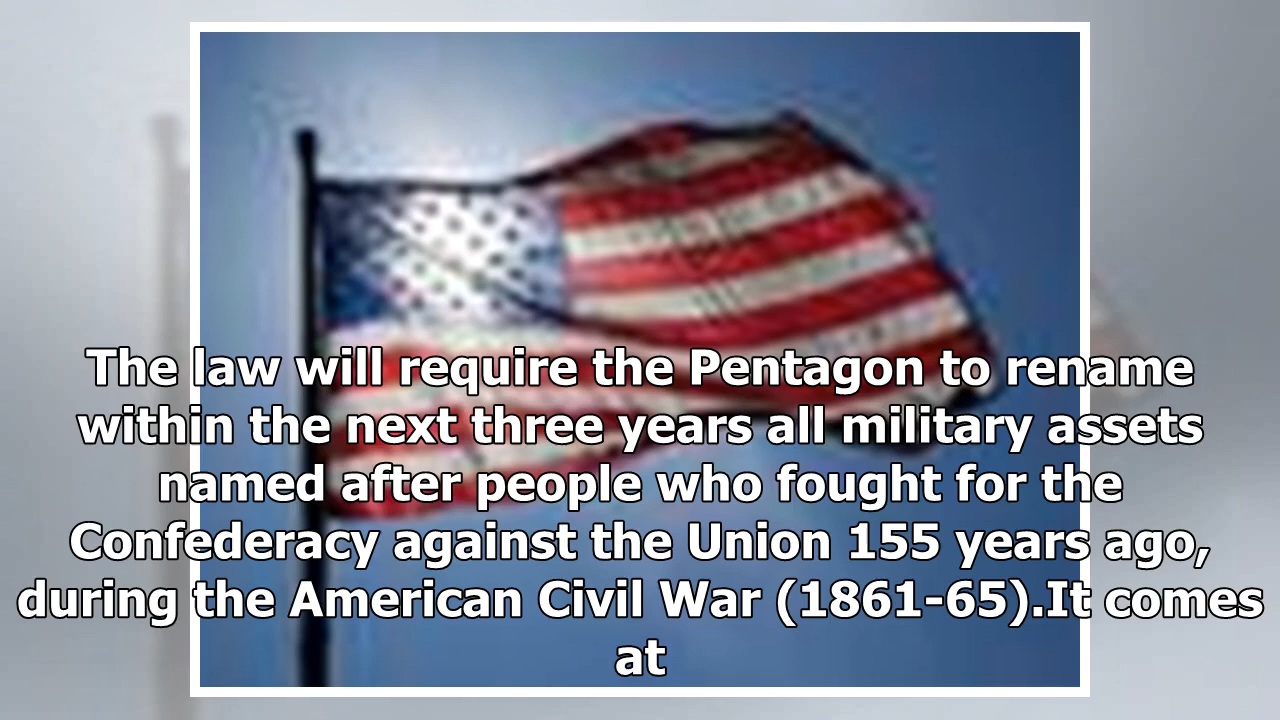 The law will require the Pentagon to rename
within the next three years all military assets
named after people who fought for the
Confederacy against the Union 155 years ago,
during the American Civil War (1861-65).It comes
at